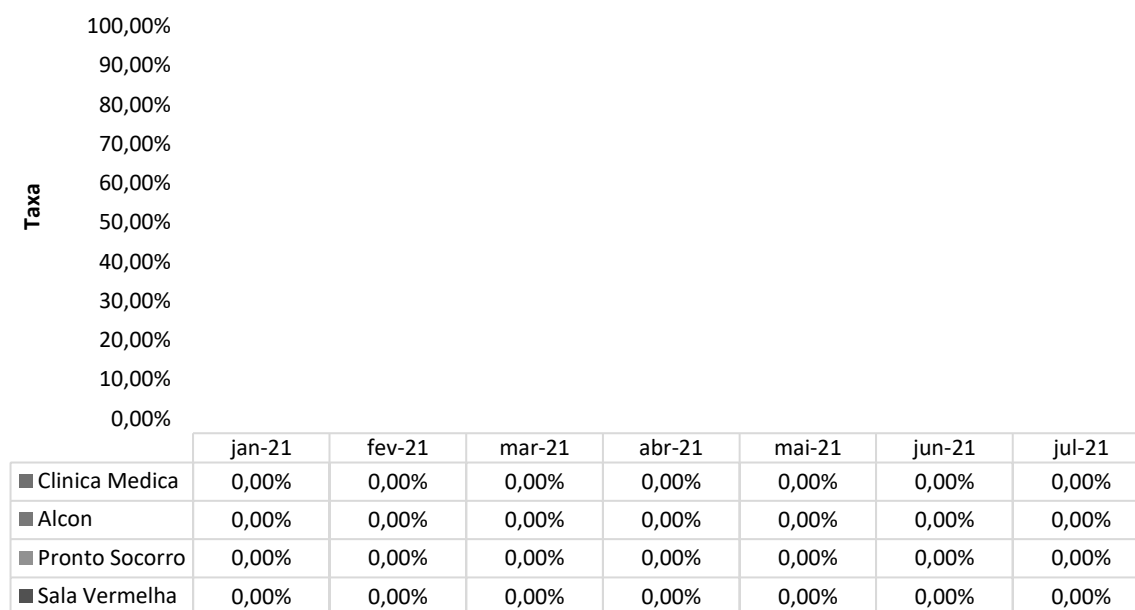 100,00%
90,00%
80,00%
70,00%
60,00%
50,00%
40,00%
30,00%
20,00%
10,00%
0,00%
Taxa
jan-21 fev-21 mar-21 abr-21 mai-21 jun-21 jul-21
Clinica Medica 0,00% 0,00% 0,00% 0,00% 0,00% 0,00% 0,00%
Alcon 0,00% 0,00% 0,00% 0,00% 0,00% 0,00% 0,00%
Pronto Socorro 0,00% 0,00% 0,00% 0,00% 0,00% 0,00% 0,00%
Sala Vermelha 0,00% 0,00% 0,00% 0,00% 0,00% 0,00% 0,00%